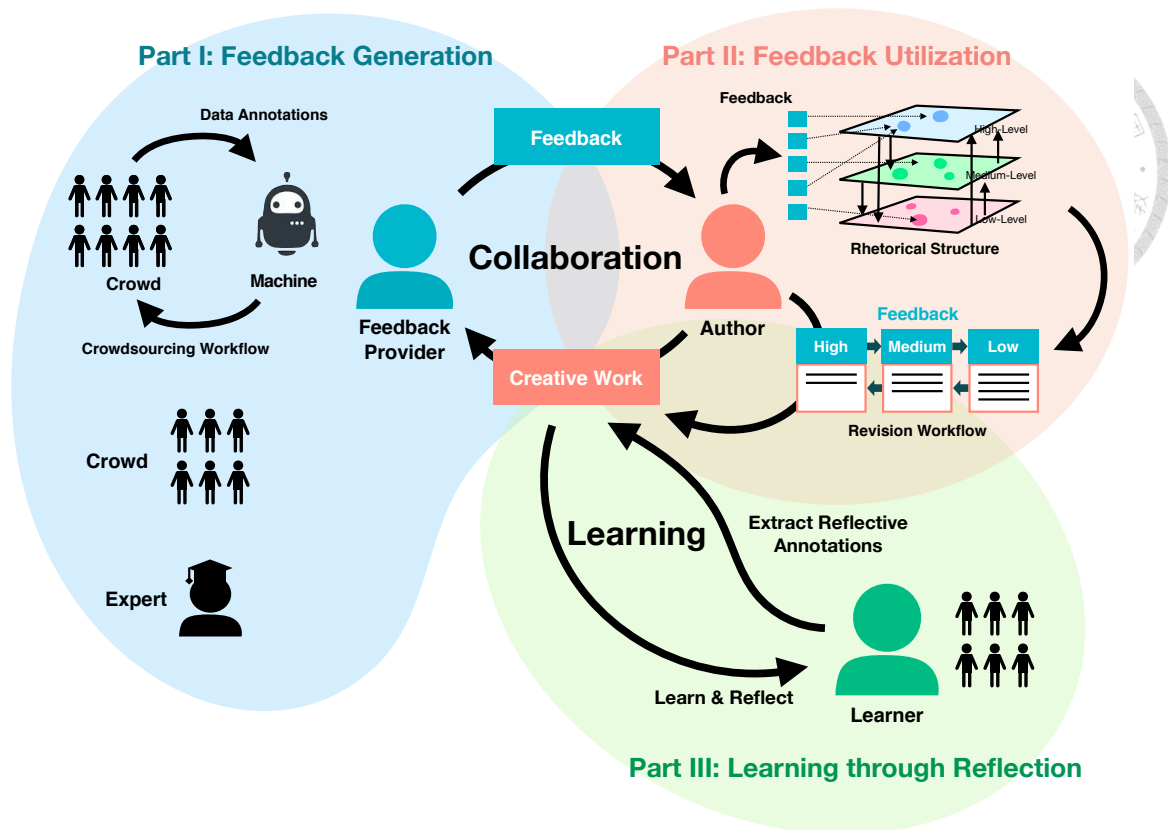 Part I: Feedback Generation
Data Annotations
Crowd
Machine
Crowdsourcing Workflow
Crowd
Expert
Feedback
Provider
Feedback
Collaboration
Creative Work
Part II: Feedback Utilization
Feedback
High-Level
Medium-Level
Low-Level
Rhetorical Structure
Author
Feedback
High
Medium
Low
Revision Workflow
Learning
Extract Reflective
Annotations
Learn & Reflect
Learner
Part III: Learning through Reflection